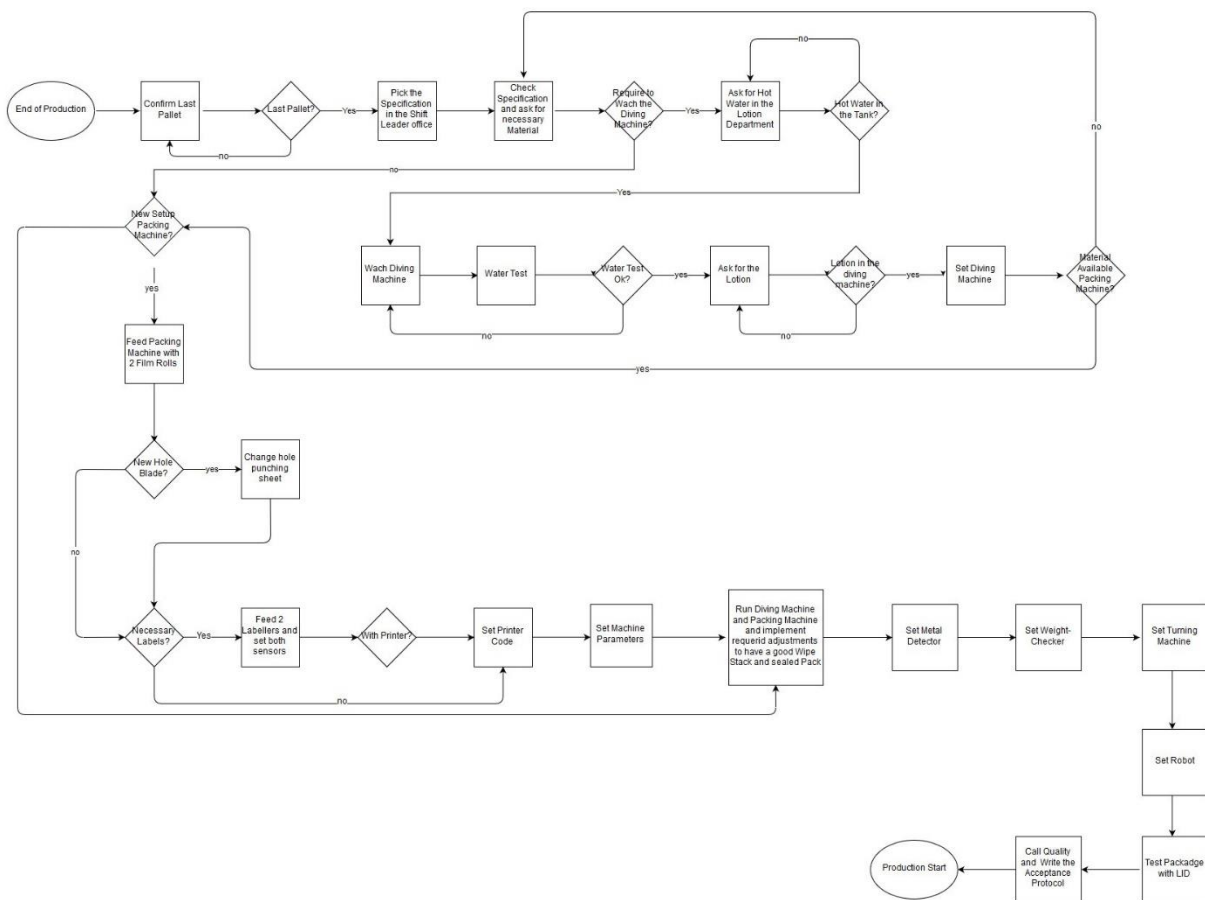 no
no
End of Production
Confirm Last
Pallet
Last Pallet?
Yes
no
Pick the
Specification
in the Shift
Leader office
Check
Specification
and ask for
necessary
Material
Require to
Wach the
Diving
Machine?
Yes
Ask for Hot
Water in the
Lotion
Department
Hot Water in
the Tank?
no
Yes
New Setup
Packing
Machine?
yes
Wach Diving
Machine
Water Test
Water Test
Ok?
yes
no
Ask for the
Lotion
Lotion in the
diving
machine?
yes
no
Set Diving
Machine
Material
Available
Packing
Machine?
yes
Feed Packing
Machine with
2 Film Rolls
New Hole
Blade?
yes
Change hole
punching
sheet
no
Necessary
Labels?
Yes
Feed 2
Labellers and
set both
sensors
With Printer?
Set Printer
Code
no
Set Machine
Parameters
Run Diving Machine
and Packing Machine
and implement
requerid adjustments
to have a good Wipe
Stack and sealed Pack
Set Metal
Detector
Set Weight-
Checker
Set Turning
Machine
Set Robot
Test Packadge
with LID
Call Quality
and Write the
Acceptance
Protocol
Production Start